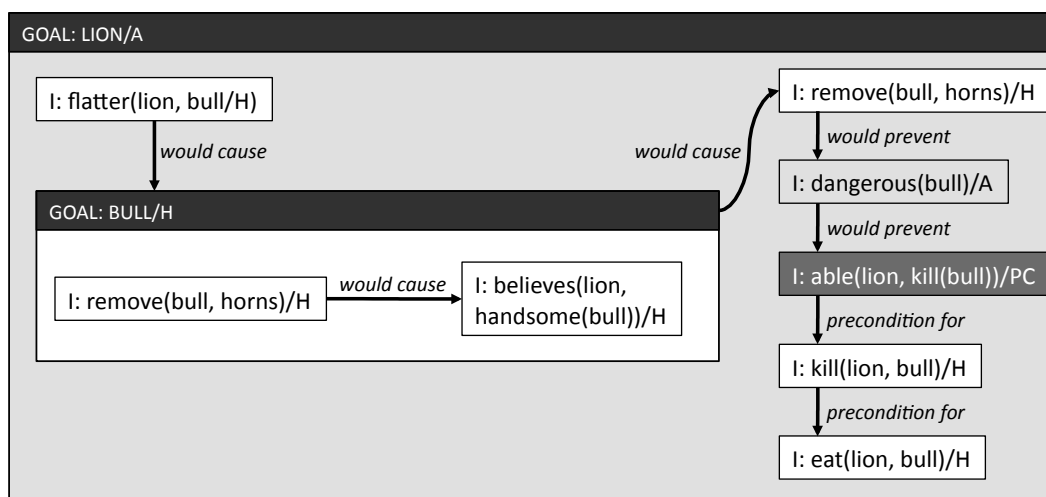 GOAL: LION/A
I: flatter(lion, bull/H)
would cause
GOAL: BULL/H
I: remove(bull, horns)/H
would cause
I: believes(lion,
handsome(bull))/H
would cause
I: remove(bull, horns)/H
would prevent
I: dangerous(bull)/A
would prevent
I: able(lion, kill(bull))/PC
precondition for
I: kill(lion, bull)/H
precondition for
I: eat(lion, bull)/H